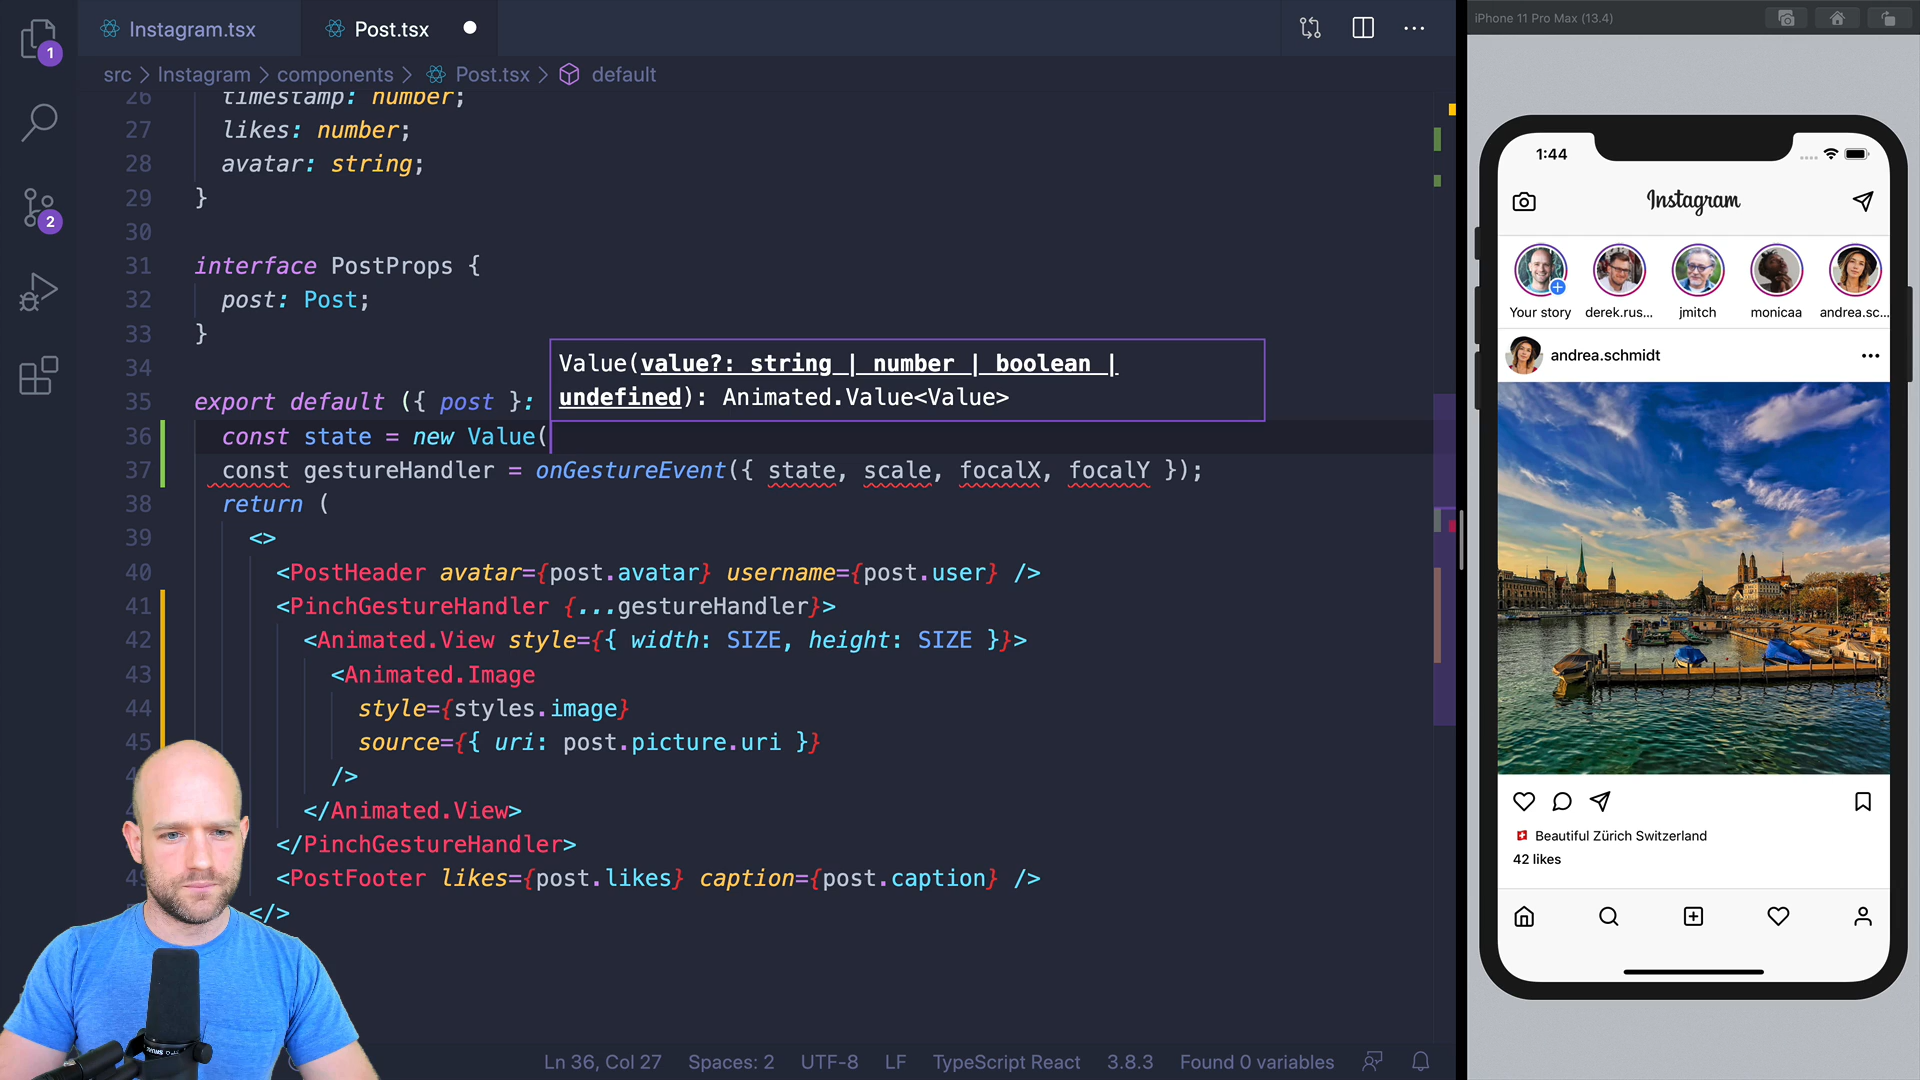 1
2
Instagram.tsx
Post.tsx
src > Instagram > components > Post.tsx > default
26 timestamp: number;
27 likes: number;
28 avatar: string;
29 }
30
31 interface PostProps {
32 post: Post;
33 }
34
Value(value?: string | number | boolean |
undefined): Animated.Value<Value>
35 export default ({ post }:
36 const state = new Value(
37 const gestureHandler = onGestureEvent({ state, scale, focalX, focalY });
38 return (
39 <>
40 <PostHeader avatar={post.avatar} username={post.user} />
41 <PinchGestureHandler {...gestureHandler}>
42 <Animated.View style={{ width: SIZE, height: SIZE }}>
43 <Animated.Image
44 style={styles.image}
45 source={{ uri: post.picture.uri }}
/>
</Animated.View>
</PinchGestureHandler>
<PostFooter likes={post.likes} caption={post.caption} />
</>
Ln 36, Col 27 Spaces: 2 UTF-8 LF TypeScript React 3.8.3 Found 0 variables
iPhone 11 Pro Max (13.4)
1:44
Instagram
Your story derek.rus... jmitch monicaa andrea.sc...
andrea.schmidt
Beautiful Zürich Switzerland
42 likes